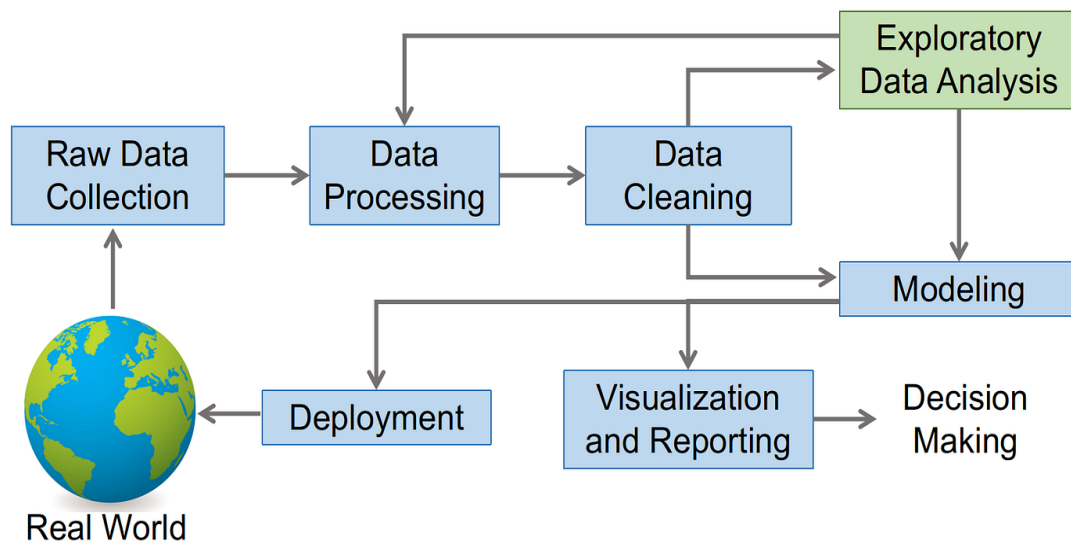 Exploratory
Data Analysis
Raw Data
Collection
Data
Processing
Data
Cleaning
Modeling
Deployment
Visualization
and Reporting
Decision
Making
Real World